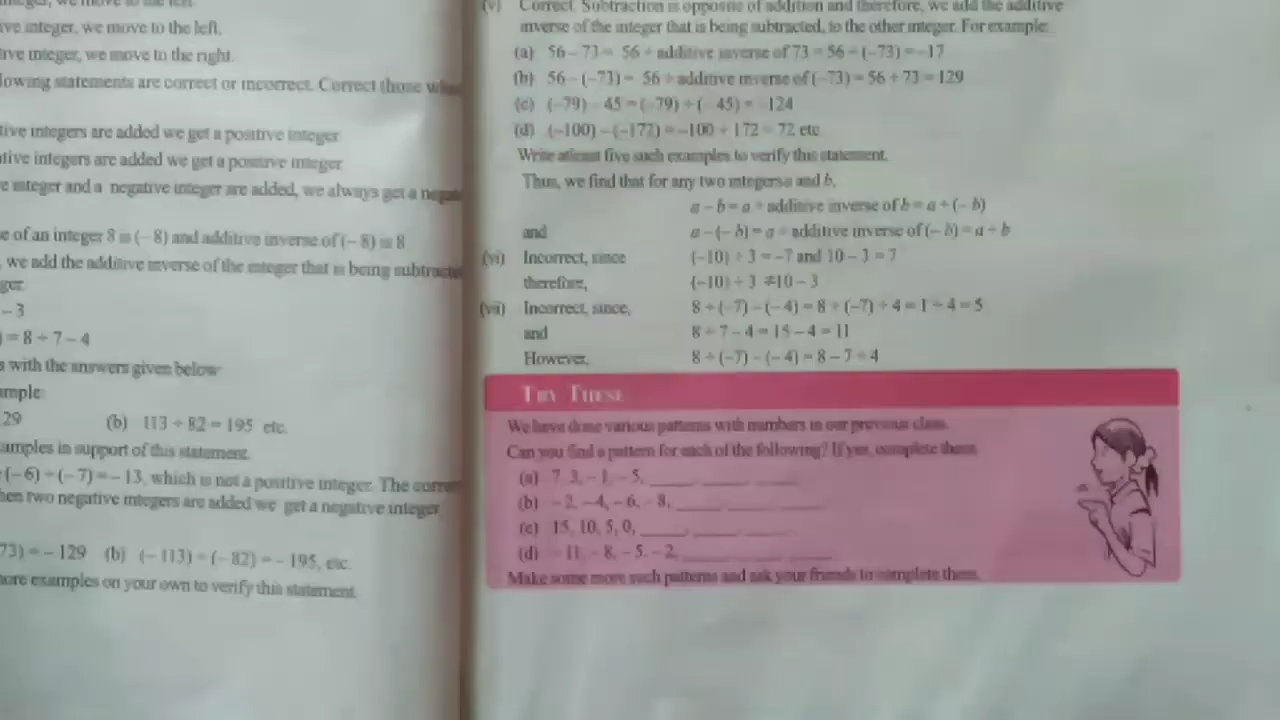 ve integer, we move to the left,
tive integer, we move to the right.
lowing statements are correct or incorrect. Correct those
tive integers are added we get a positive integer.
ative integers are added we get a positive integer.
e integer and a negative integer are added, we always get a
se of an integer 8 is (– 8) and additive inverse of (– 8) is 8
, we add the additive inverse of the integer that is being
ger.
– 3
) = 8 + 7 – 4
s with the answers given below:
ample:
29 (b) 113 + 82 = 195 etc.
amples in support of this statement.
(– 6) + (– 7) = – 13, which is not a positive integer. The
hen two negative integers are added we get a negative integer.
73) = – 129 (b) (– 113) + (– 82) = – 195, etc.
more examples on your own to verify this statement.
(v) Correct. Subtraction is opposite of addition and therefore, we add the additive
inverse of the integer that is being subtracted, to the other integer. For example:
(a) 56 – 73 = 56 + additive inverse of 73 = 56 + (–73) = –17
(b) 56 – (–73) = 56 + additive inverse of (–73) = 56 + 73 = 129
(c) (–79) – 45 = (–79) + (– 45) = – 124
(d) (–100) – (–172) = –100 + 172 = 72 etc.
Write atleast five such examples to verify this statement.
Thus, we find that for any two integers a and b,
a – b = a + additive inverse of b = a + (– b)
and a – (– b) = a + additive inverse of (– b) = a + b
(vi) Incorrect, since (–10) + 3 = –7 and 10 – 3 = 7
therefore, (–10) + 3 ≠ 10 – 3
(vii) Incorrect, since, 8 + (–7) – (–4) = 8 + (–7) + 4 = 1 + 4 = 5
and 8 + 7 – 4 = 15 – 4 = 11
However, 8 + (–7) – (–4) = 8 – 7 + 4
TRY THESE
We have done various patterns with numbers in our previous class.
Can you find a pattern for each of the following? If yes, complete them:
(a) 7, 3, – 1, – 5, _____, _____, _____.
(b) – 2, –4, – 6, – 8, _____, _____, _____.
(c) 15, 10, 5, 0, _____, _____, _____.
(d) – 11, – 8, – 5, – 2, _____, _____, _____.
Make some more such patterns and ask your friends to complete them.